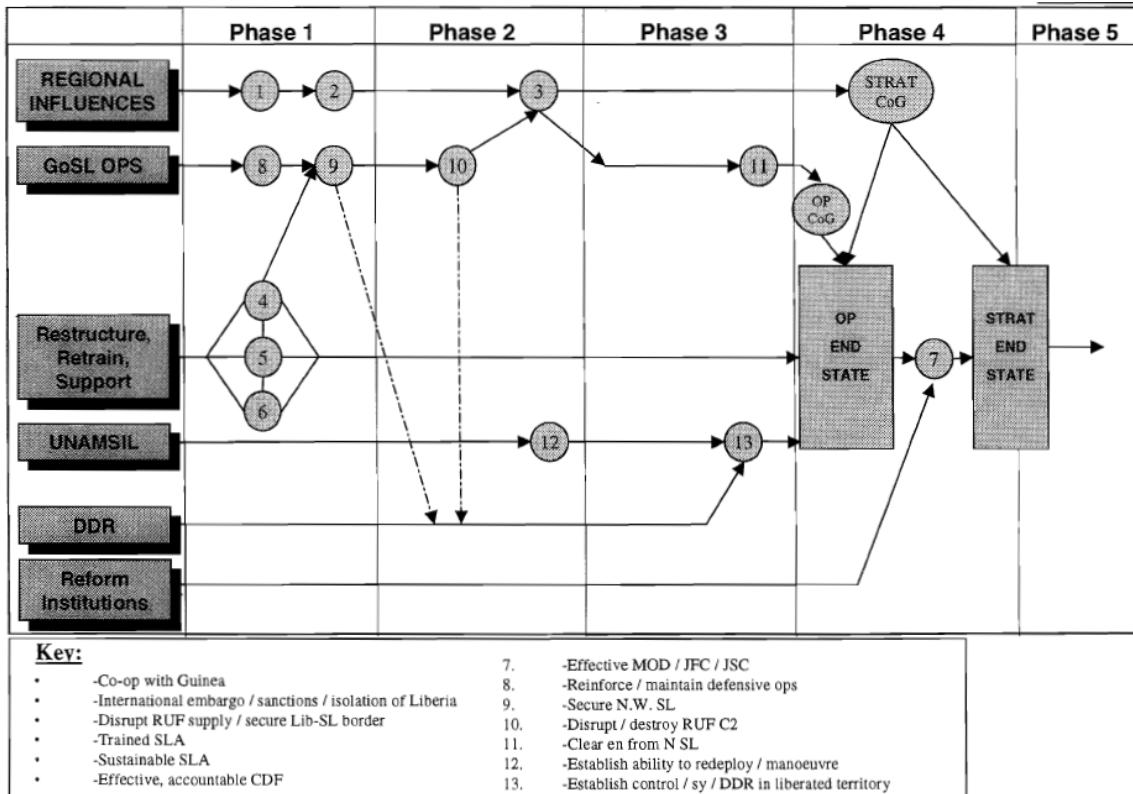 Phase 1 Phase 2 Phase 3 Phase 4 Phase 5
REGIONAL
INFLUENCES
1 2 3
STRAT
CoG
GoSL OPS
8 9 10 11
OP
CoG
Restructure,
Retrain,
Support
4
5
6
OP
END
STATE
7
STRAT
END
STATE
UNAMSIL
12 13
DDR
Reform
Institutions
Key:
• -Co-op with Guinea
• -International embargo / sanctions / isolation of Liberia
• -Disrupt RUF supply / secure Lib-SL border
• -Trained SLA
• -Sustainable SLA
• -Effective, accountable CDF
7. -Effective MOD / JFC / JSC
8. -Reinforce / maintain defensive ops
9. -Secure N.W. SL
10. -Disrupt / destroy RUF C2
11. -Clear en from N SL
12. -Establish ability to redeploy / manoeuvre
13. -Establish control / sy / DDR in liberated territory